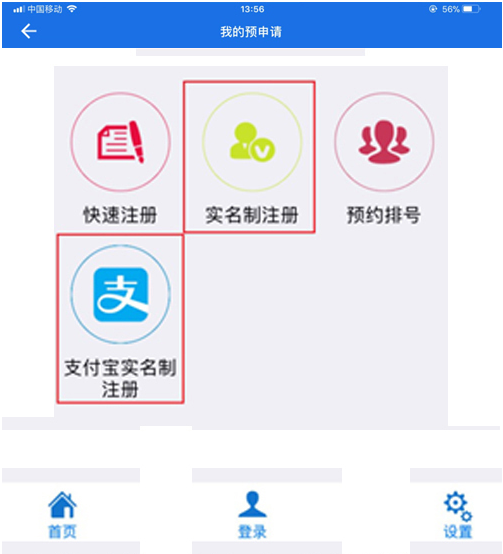 中国移动 13:56 56%
我的预申请
快速注册 实名制注册 预约排号
支付宝实名制
注册
首页 登录 设置